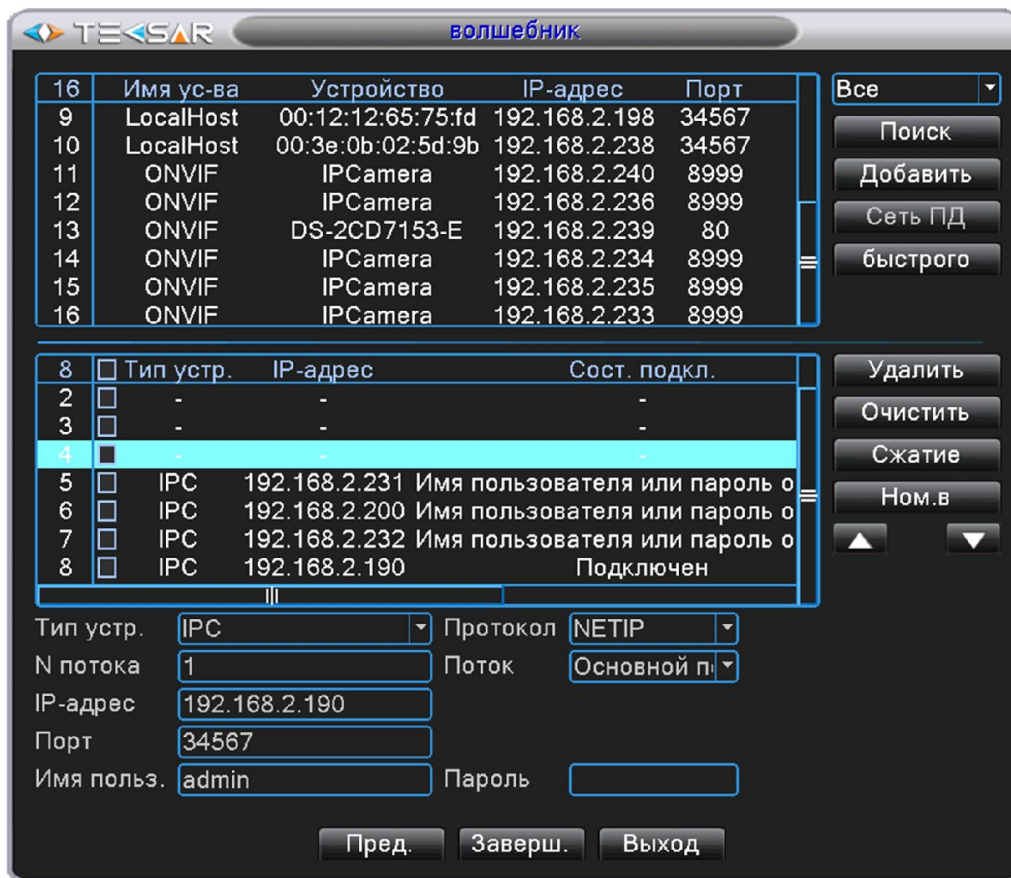 TEKSAR
волшебник
16 Имя ус-ва Устройство IP-адрес Порт
9 LocalHost 00:12:12:65:75:fd 192.168.2.198 34567
10 LocalHost 00:3e:0b:02:5d:9b 192.168.2.238 34567
11 ONVIF IPCamera 192.168.2.240 8999
12 ONVIF IPCamera 192.168.2.236 8999
13 ONVIF DS-2CD7153-E 192.168.2.239 80
14 ONVIF IPCamera 192.168.2.234 8999
15 ONVIF IPCamera 192.168.2.235 8999
16 ONVIF IPCamera 192.168.2.233 8999
Все
Поиск
Добавить
Сеть ПД
быстрого
8 Тип устр. IP-адрес Сост. подкл.
2 - - -
3 - - -
4 - - -
5 IPC 192.168.2.231 Имя пользователя или пароль о
6 IPC 192.168.2.200 Имя пользователя или пароль о
7 IPC 192.168.2.232 Имя пользователя или пароль о
8 IPC 192.168.2.190 Подключен
Удалить
Очистить
Сжатие
Ном.в
Тип устр. IPC Протокол NETIP
N потока 1 Поток Основной п
IP-адрес 192.168.2.190
Порт 34567
Имя польз. admin Пароль
Пред. Заверш. Выход